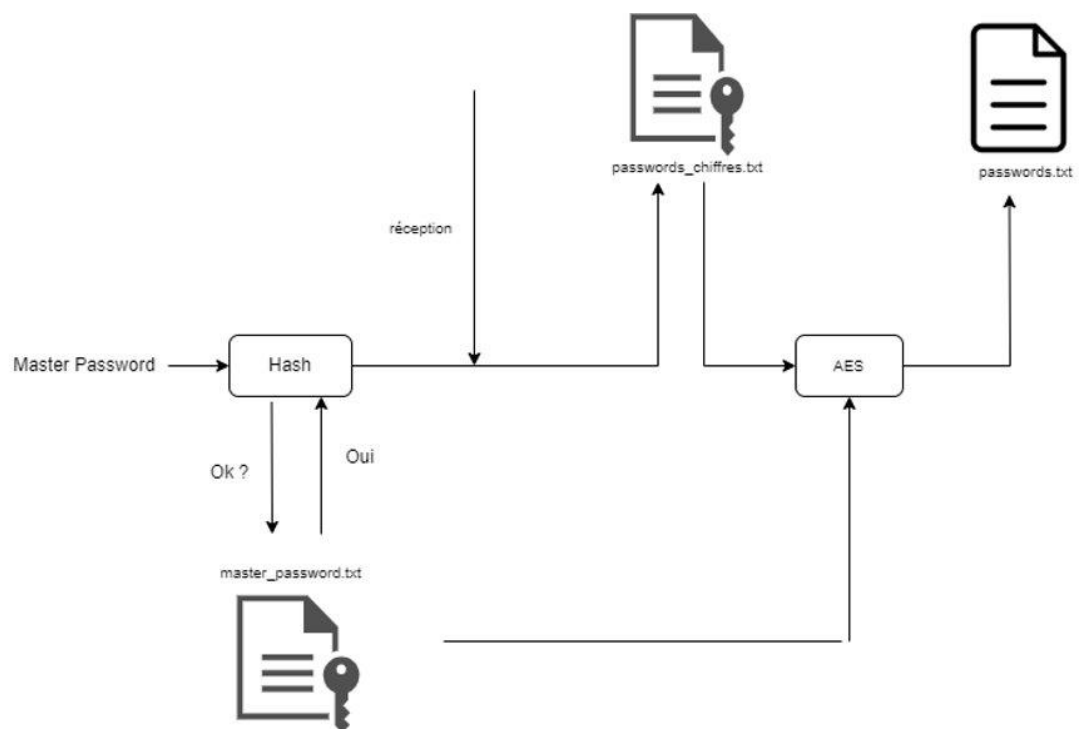 passwords_chiffres.txt
passwords.txt
réception
Master Password
Hash
AES
Ok ?
Oui
master_password.txt